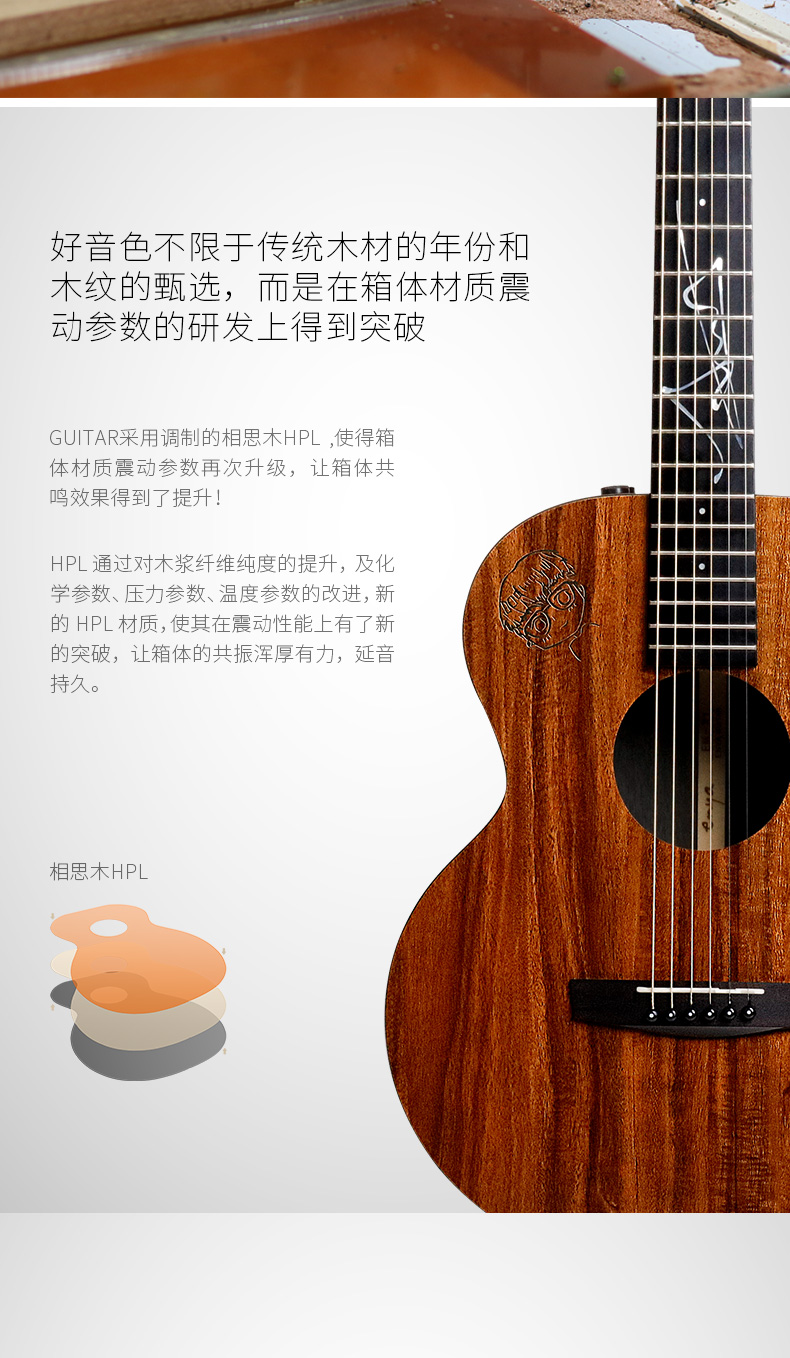 好音色不限于传统木材的年份和
木纹的甄选，而是在箱体材质震
动参数的研发上得到突破
GUITAR采用调制的相思木HPL ,使得箱
体材质震动参数再次升级，让箱体共
鸣效果得到了提升！
HPL 通过对木浆纤维纯度的提升，及化
学参数、压力参数、温度参数的改进，新
的 HPL 材质，使其在震动性能上有了新
的突破，让箱体的共振浑厚有力，延音
持久。
相思木HPL